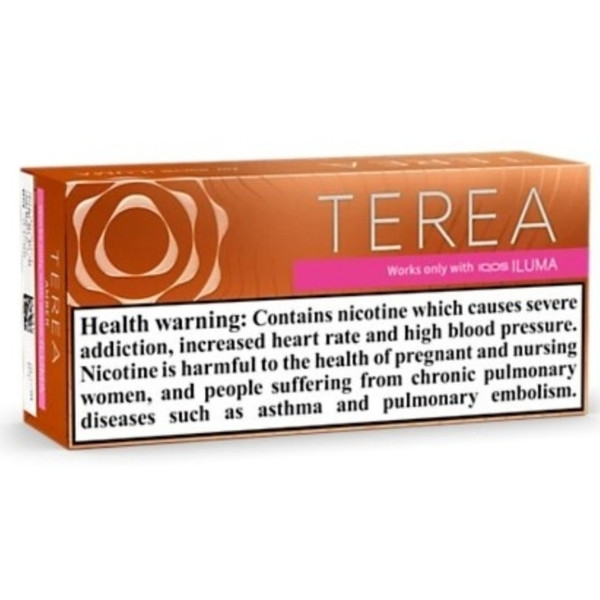 TEREA
TEREA
Works only with IQOS ILUMA
TEREA
AMBER
Health warning: Contains nicotine which causes severe
addiction, increased heart rate and high blood pressure.
Nicotine is harmful to the health of pregnant and nursing
women, and people suffering from chronic pulmonary
diseases such as asthma and pulmonary embolism.